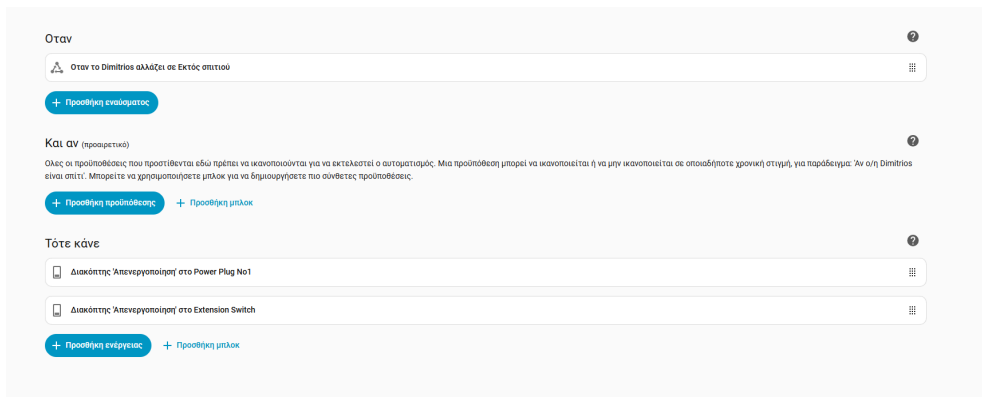 Όταν
Όταν το Dimitrios αλλάζει σε Εκτός σπιτιού
Προσθήκη εναύσματος
Και αν (προαιρετικό)
Όλες οι προϋποθέσεις που προστίθενται εδώ πρέπει να ικανοποιούνται για να εκτελεστεί ο αυτοματισμός. Μια προϋπόθεση μπορεί να ικανοποιείται ή να μην ικανοποιείται σε οποιαδήποτε χρονική στιγμή, για παράδειγμα: 'Αν ο/η Dimitrios
είναι σπίτι'. Μπορείτε να χρησιμοποιήσετε μπλοκ για να δημιουργήσετε πιο σύνθετες προϋποθέσεις.
Προσθήκη προϋπόθεσης Προσθήκη μπλοκ
Τότε κάνε
Διακόπτης 'Απενεργοποίηση' στο Power Plug No1
Διακόπτης 'Απενεργοποίηση' στο Extension Switch
Προσθήκη ενέργειας Προσθήκη μπλοκ